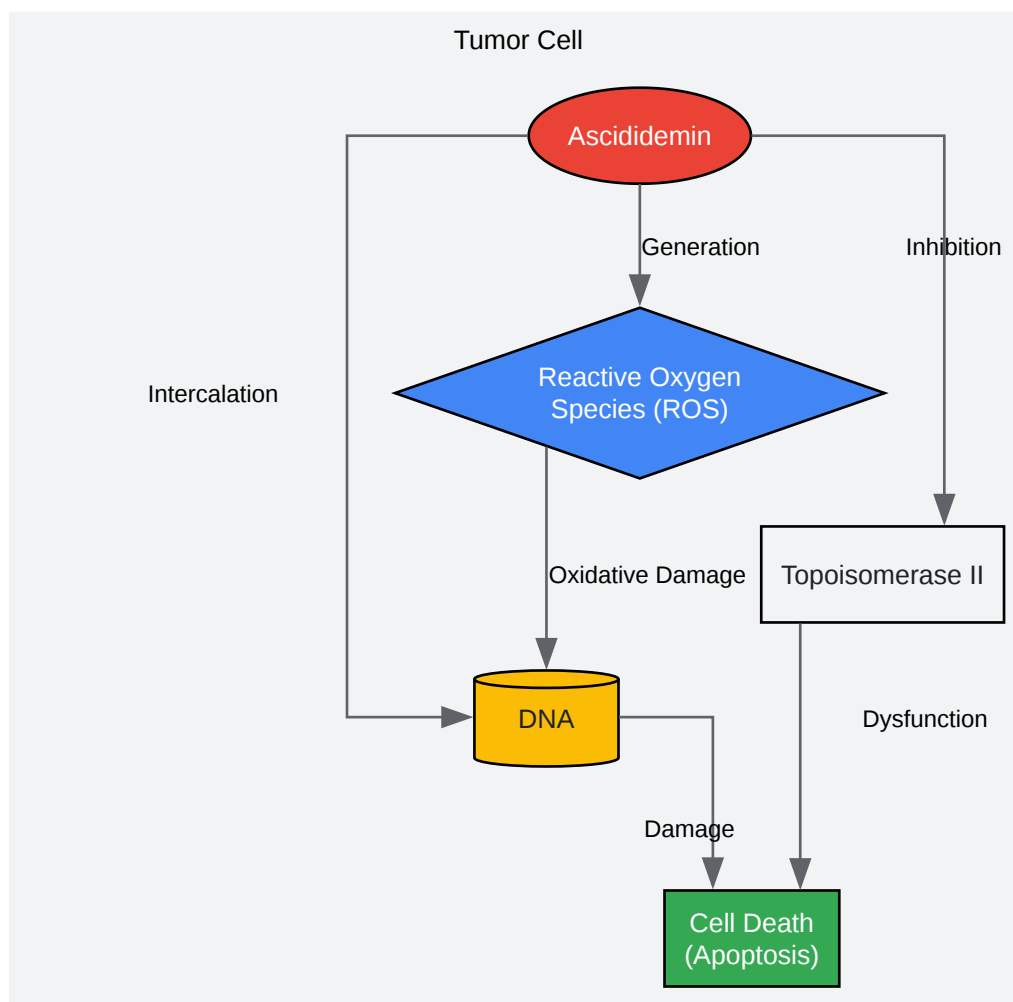 Tumor Cell
Ascididemin
Generation
Inhibition
Reactive Oxygen
Species (ROS)
Intercalation
Oxidative Damage
Topoisomerase II
DNA
Dysfunction
Damage
Cell Death
(Apoptosis)